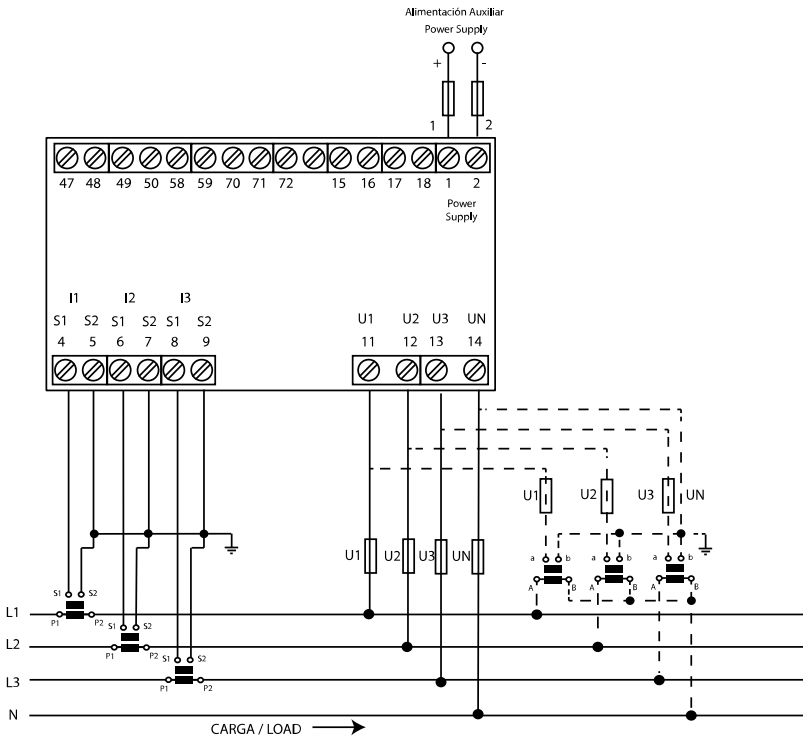 Alimentación Auxiliar
Power Supply
+ -
1 2
47 48 49 50 58 59 70 71 72 15 16 17 18 1 2
Power
Supply
I1 I2 I3
S1 S2 S1 S2 S1 S2
4 5 6 7 8 9
U1 U2 U3 UN
11 12 13 14
U1 U2 U3 UN
U1 U2 U3 UN
a b a b a b
A B A B A B
S1 S2
L1
P1 P2
S1 S2
L2
P1 P2
S1 S2
L3
P1 P2
N
CARGA / LOAD